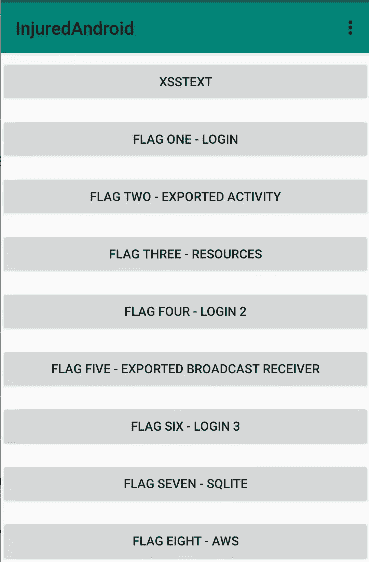 InjuredAndroid
XSSTEXT
FLAG ONE - LOGIN
FLAG TWO - EXPORTED ACTIVITY
FLAG THREE - RESOURCES
FLAG FOUR - LOGIN 2
FLAG FIVE - EXPORTED BROADCAST RECEIVER
FLAG SIX - LOGIN 3
FLAG SEVEN - SQLITE
FLAG EIGHT - AWS